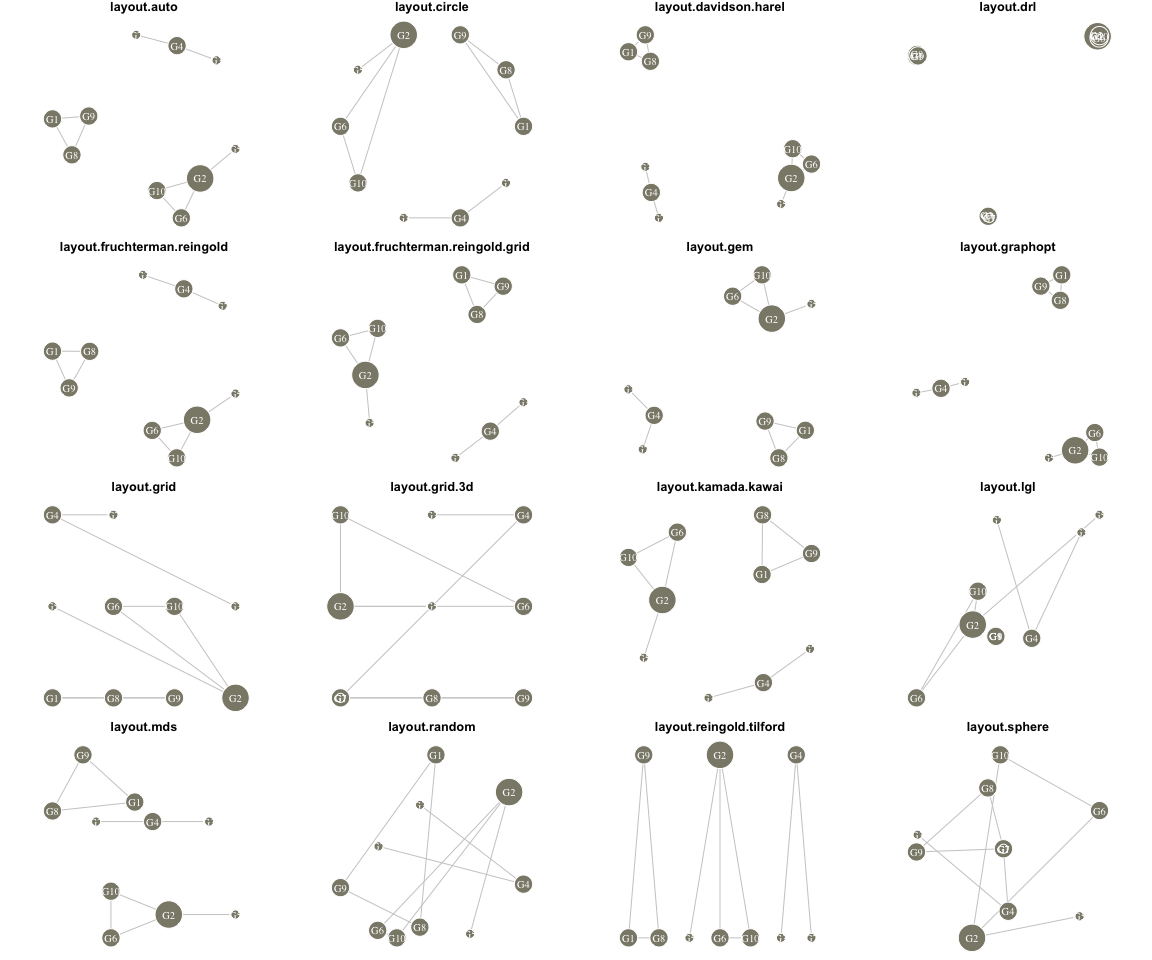 layout.auto
G4
G1 G9
G8
G2
G10
G6
layout.circle
G2 G9
G8
G6 G1
G10
G4
layout.davidson.harel
G9
G1
G8
G10
G6
G2
G4
layout.drl
layout.fruchterman.reingold
G4
G1 G8
G9
G2
G6
G10
layout.fruchterman.reingold.grid
G1
G9
G8
G10
G6
G2
G4
layout.gem
G10
G6
G2
G4
G9
G1
G8
layout.graphopt
G1
G9
G8
G4
G6
G2
G10
layout.grid
G4
G6 G10
G1 G8 G9 G2
layout.grid.3d
G10 G4
G2 G6
G8 G9
layout.kamada.kawai
G8
G6
G9
G10
G1
G2
G4
layout.lgl
G10
G2
G4
G6
layout.mds
G9
G1
G8
G4
G10
G2
G6
layout.random
G1
G2
G4
G9
G8
G6
G10
layout.reingold.tilford
G9 G2 G4
G1 G8 G6 G10
layout.sphere
G10
G8
G6
G9
G4
G2